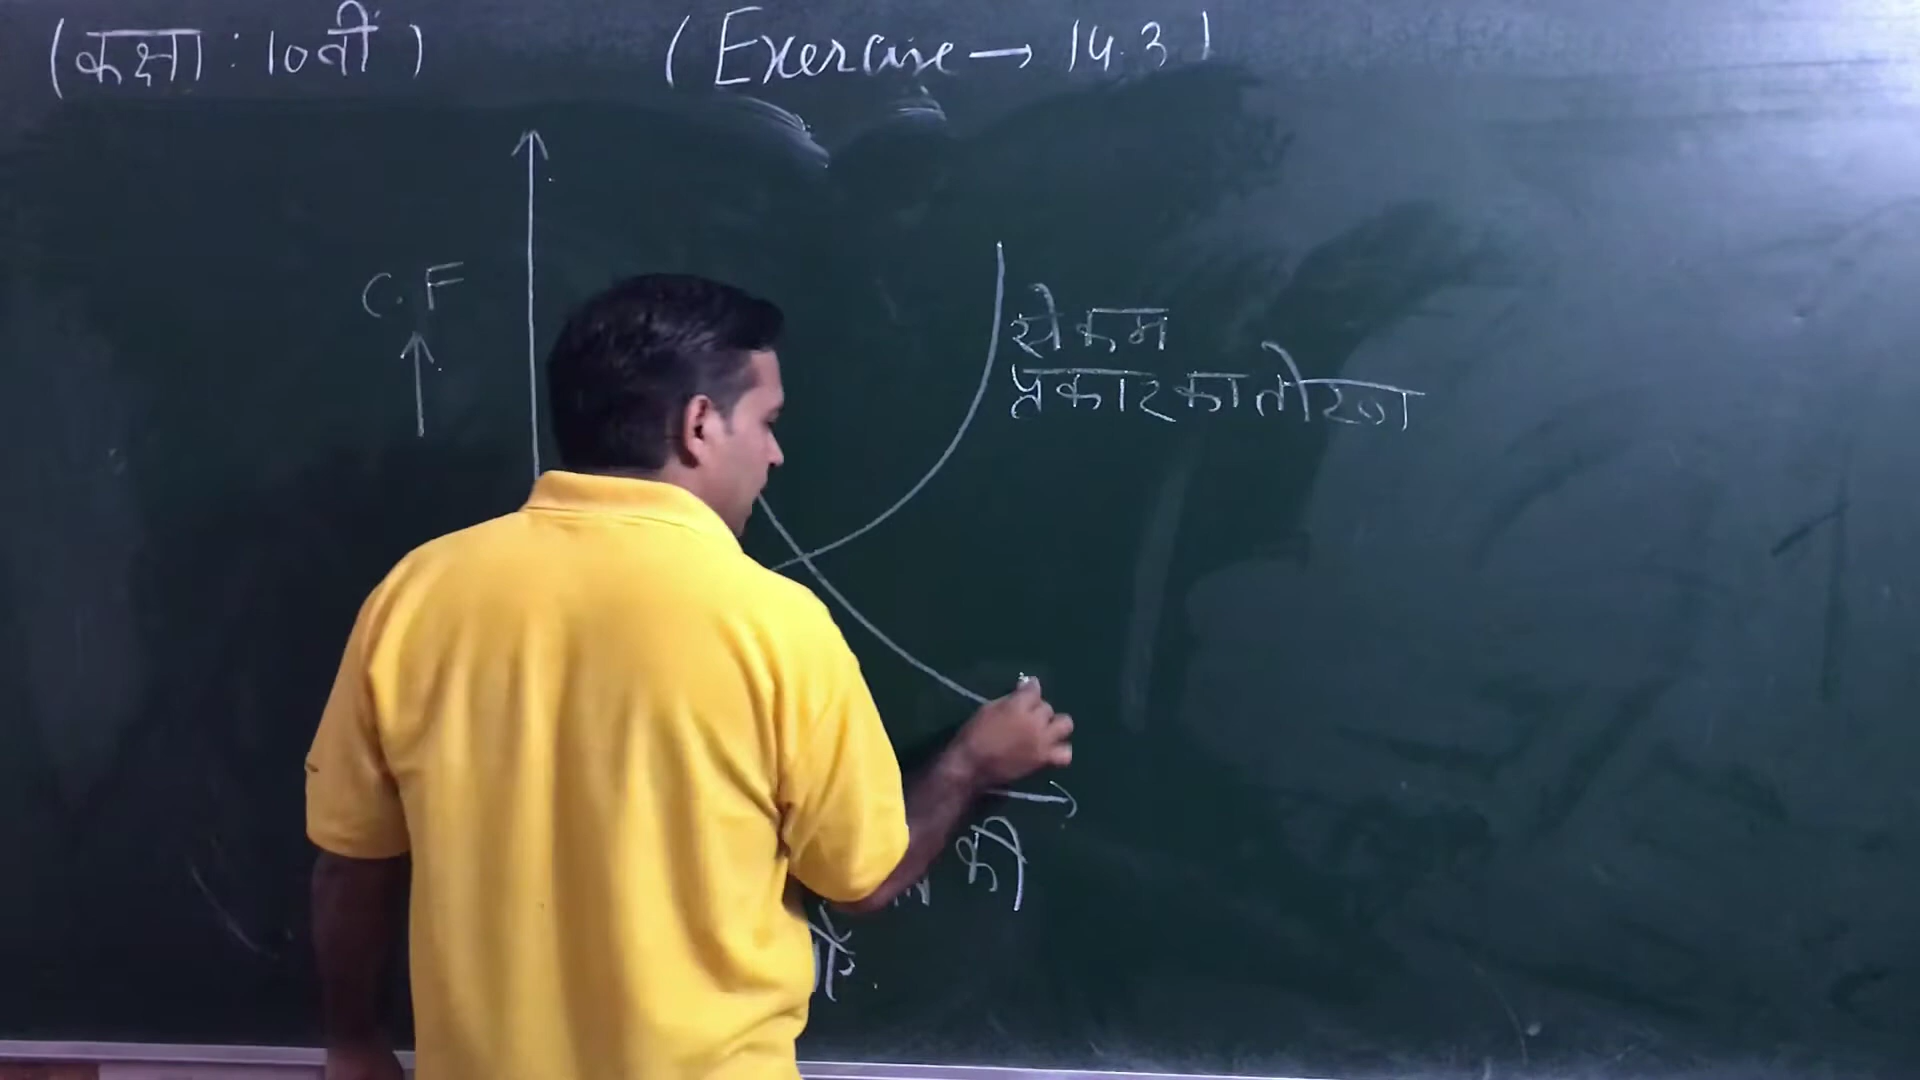 (कक्षा : 10वीं)
(Exercise → 14.3)
C.F
से कम
प्रकार का तोरण
की